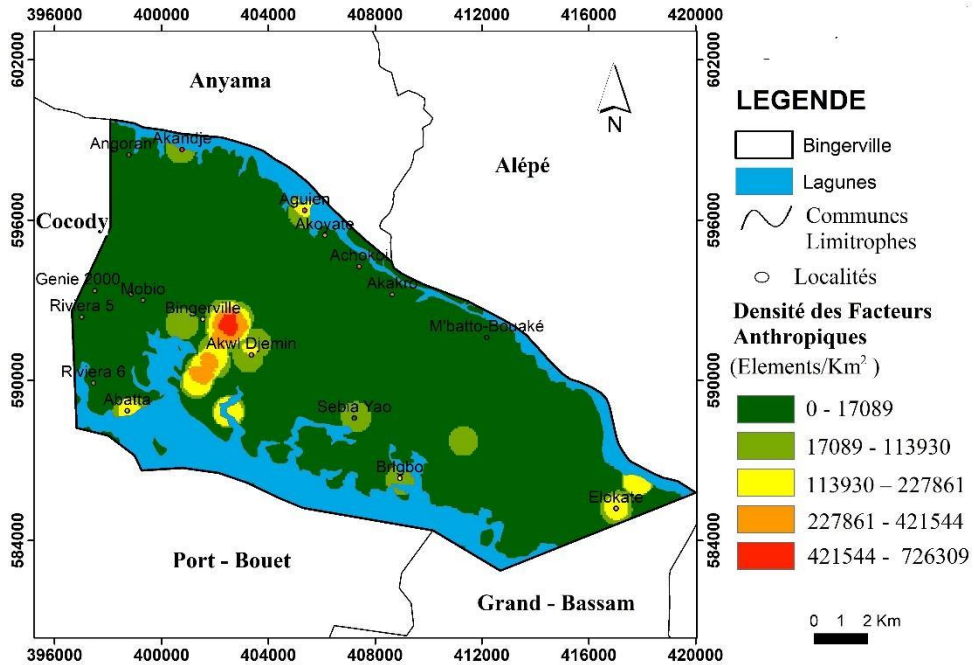 396000 400000 404000 408000 412000 416000 420000
602000
596000
590000
584000
Anyama
Alépé
Cocody
Port - Bouet
Grand - Bassam
N
Angoran
Akandje
Aguien
Akoyate
Achokoi
Akakro
M'batto-Bouaké
Genie 2000
Mobio
Riviera 5
Bingerville
Akwi Djemin
Riviera 6
Abatta
Sebia Yao
Brigbo
Elokate
602000
596000
590000
584000
396000 400000 404000 408000 412000 416000 420000
LEGENDE
Bingerville
Lagunes
Communes
Limitrophes
Localités
Densité des Facteurs
Anthropiques
(Elements/Km²)
0 - 17089
17089 - 113930
113930 – 227861
227861 - 421544
421544 - 726309
0 1 2 Km